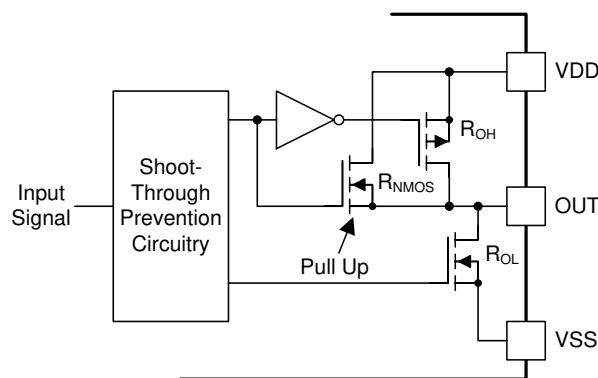 VDD
R_OH
Shoot-
Through
Prevention
Circuitry
Input
Signal
R_NMOS
OUT
Pull Up
R_OL
VSS